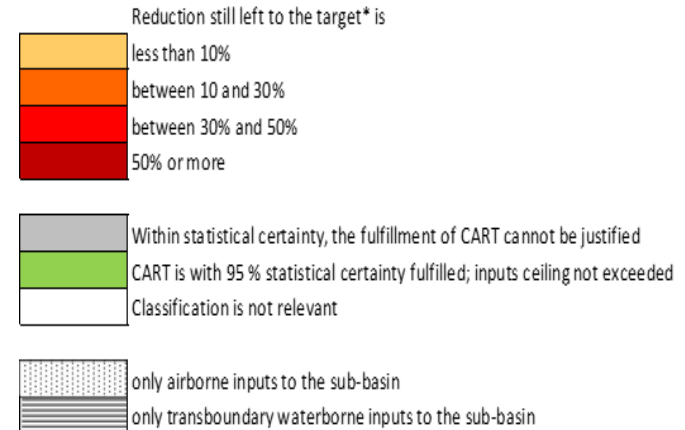 Reduction still left to the target* is
less than 10%
between 10 and 30%
between 30% and 50%
50% or more
Within statistical certainty, the fulfillment of CART cannot be justified
CART is with 95 % statistical certainty fulfilled; inputs ceiling not exceeded
Classification is not relevant
only airborne inputs to the sub-basin
only transboundary waterborne inputs to the sub-basin